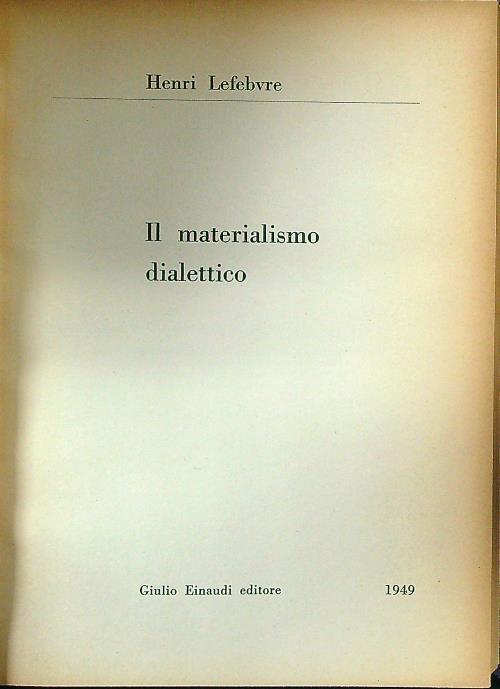 Henri Lefebvre
Il materialismo
dialettico
Giulio Einaudi editore 1949